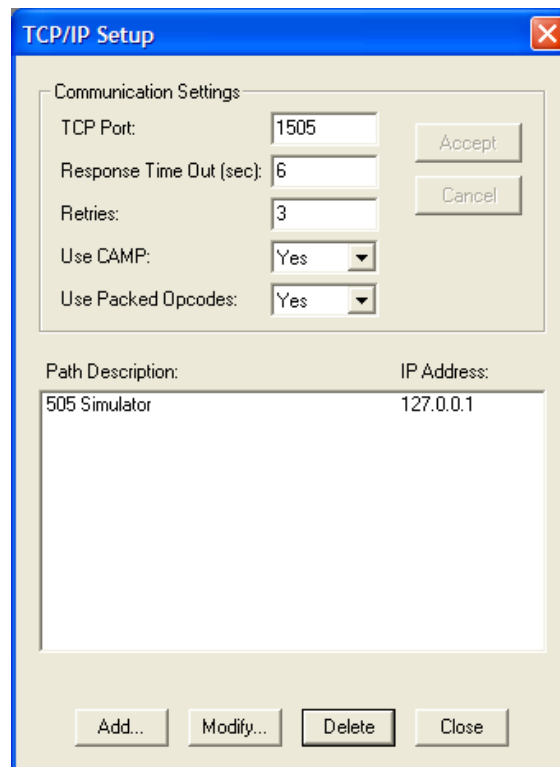 TCP/IP Setup
Communication Settings
TCP Port: 1505
Accept
Response Time Out (sec): 6
Cancel
Retries: 3
Use CAMP: Yes
Use Packed Opcodes: Yes
Path Description: IP Address:
505 Simulator 127.0.0.1
Add... Modify... Delete Close